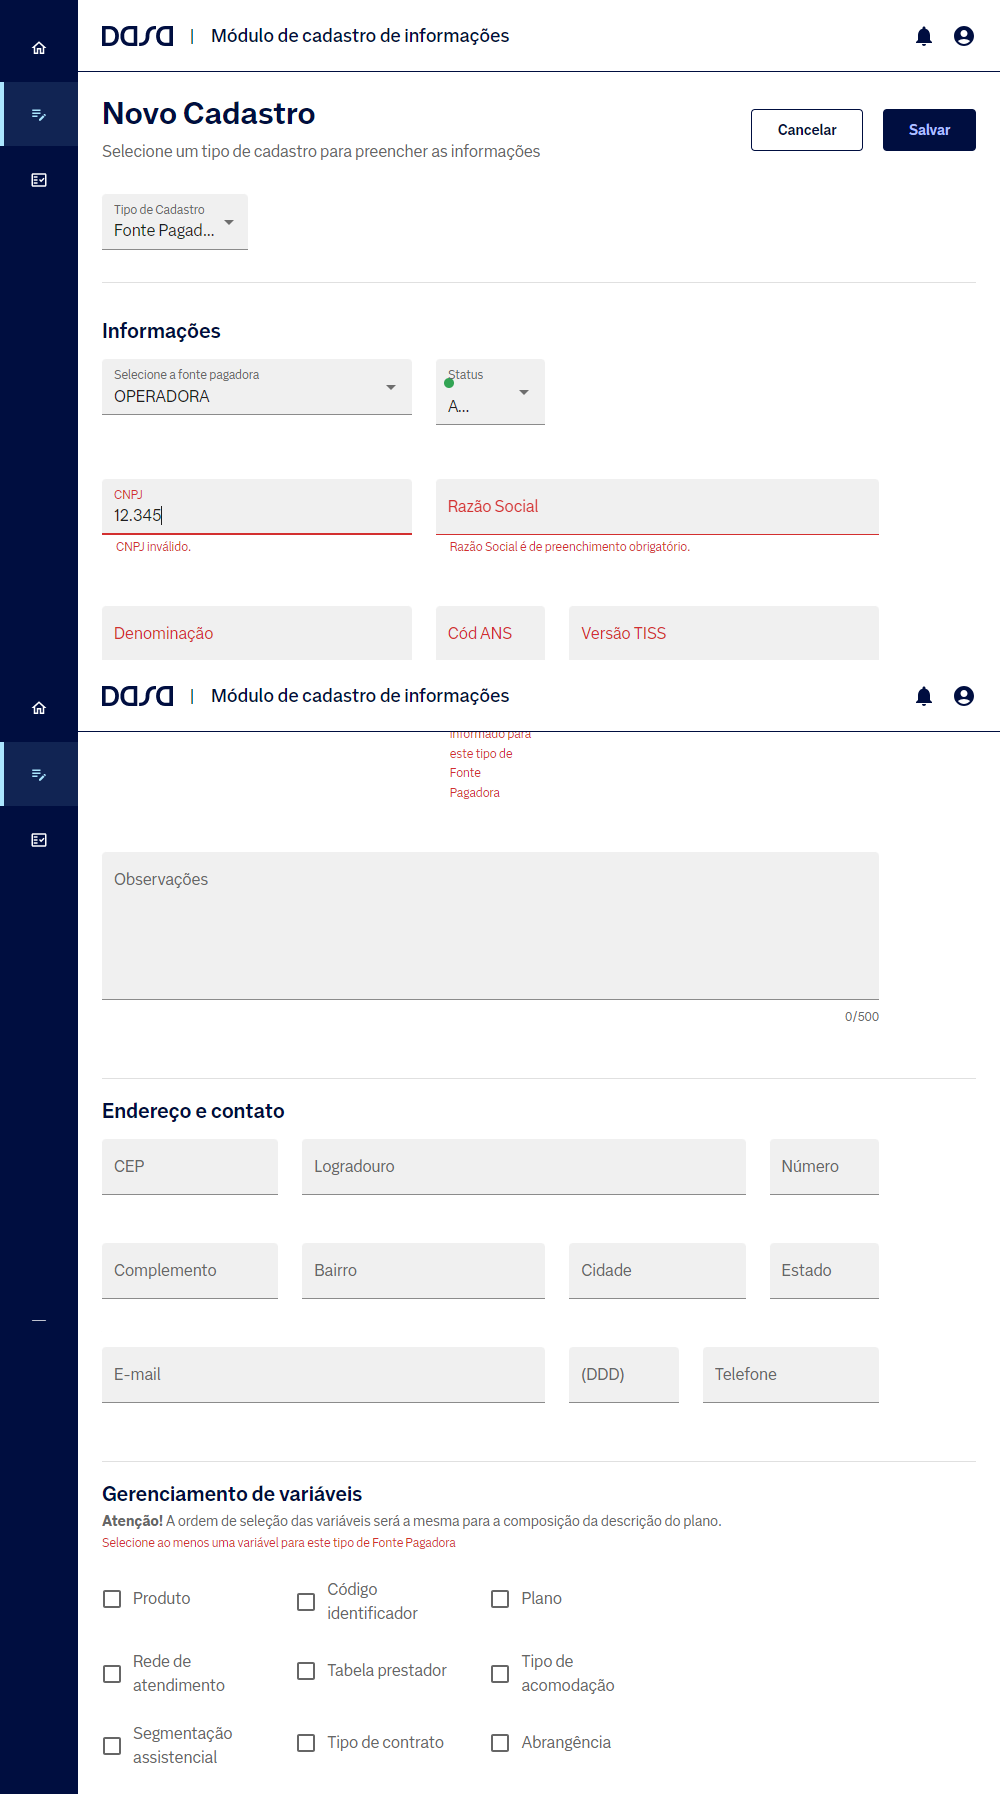 Dasa | Módulo de cadastro de informações
Novo Cadastro
Selecione um tipo de cadastro para preencher as informações
Cancelar
Salvar
Tipo de Cadastro
Fonte Pagad...
Informações
Selecione a fonte pagadora
OPERADORA
Status
A...
CNPJ
12.345
CNPJ inválido.
Razão Social
Razão Social é de preenchimento obrigatório.
Denominação
Cód ANS
Versão TISS
Dasa | Módulo de cadastro de informações
informado para
este tipo de
Fonte
Pagadora
Observações
0/500
Endereço e contato
CEP
Logradouro
Número
Complemento
Bairro
Cidade
Estado
E-mail
(DDD)
Telefone
Gerenciamento de variáveis
Atenção! A ordem de seleção das variáveis será a mesma para a composição da descrição do plano.
Selecione ao menos uma variável para este tipo de Fonte Pagadora
Produto
Código
identificador
Plano
Rede de
atendimento
Tabela prestador
Tipo de
acomodação
Segmentação
assistencial
Tipo de contrato
Abrangência